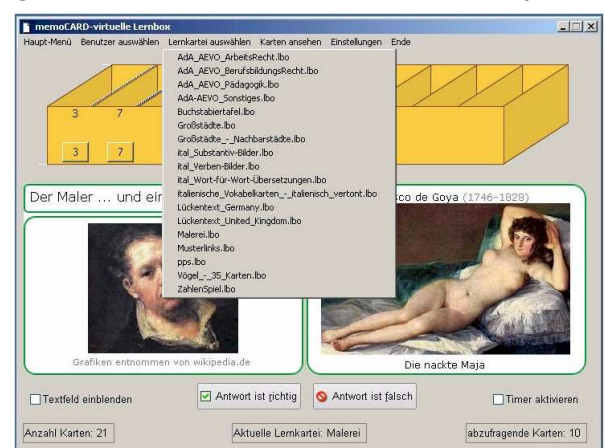 memoCARD-virtuelle Lernbox
Haupt-Menü Benutzer auswählen Lernkartei auswählen Karten ansehen Einstellungen Ende
AdA_AEVO_ArbeitsRecht.lbo
AdA_AEVO_BerufsbildungsRecht.lbo
AdA_AEVO_Pädagogik.lbo
AdA-AEVO_Sonstiges.lbo
Buchstabiertafel.lbo
Großstädte.lbo
Großstädte_-_Nachbarstädte.lbo
ital_Substantiv-Bilder.lbo
ital_Verben-Bilder.lbo
ital_Wort-für-Wort-Übersetzungen.lbo
italienische_Vokabelkarten_-_italienisch_vertont.lbo
Lückentext_Germany.lbo
Lückentext_United_Kingdom.lbo
Malerei.lbo
Musterlinks.lbo
pps.lbo
Vögel_-_35_Karten.lbo
ZahlenSpiel.lbo
3 7
3 7
Der Maler ... und ein
sco de Goya (1746-1828)
Grafiken entnommen von wikipedia.de
Die nackte Maja
Textfeld einblenden
Antwort ist richtig
Antwort ist falsch
Timer aktivieren
Anzahl Karten: 21
Aktuelle Lernkartei: Malerei
abzufragende Karten: 10